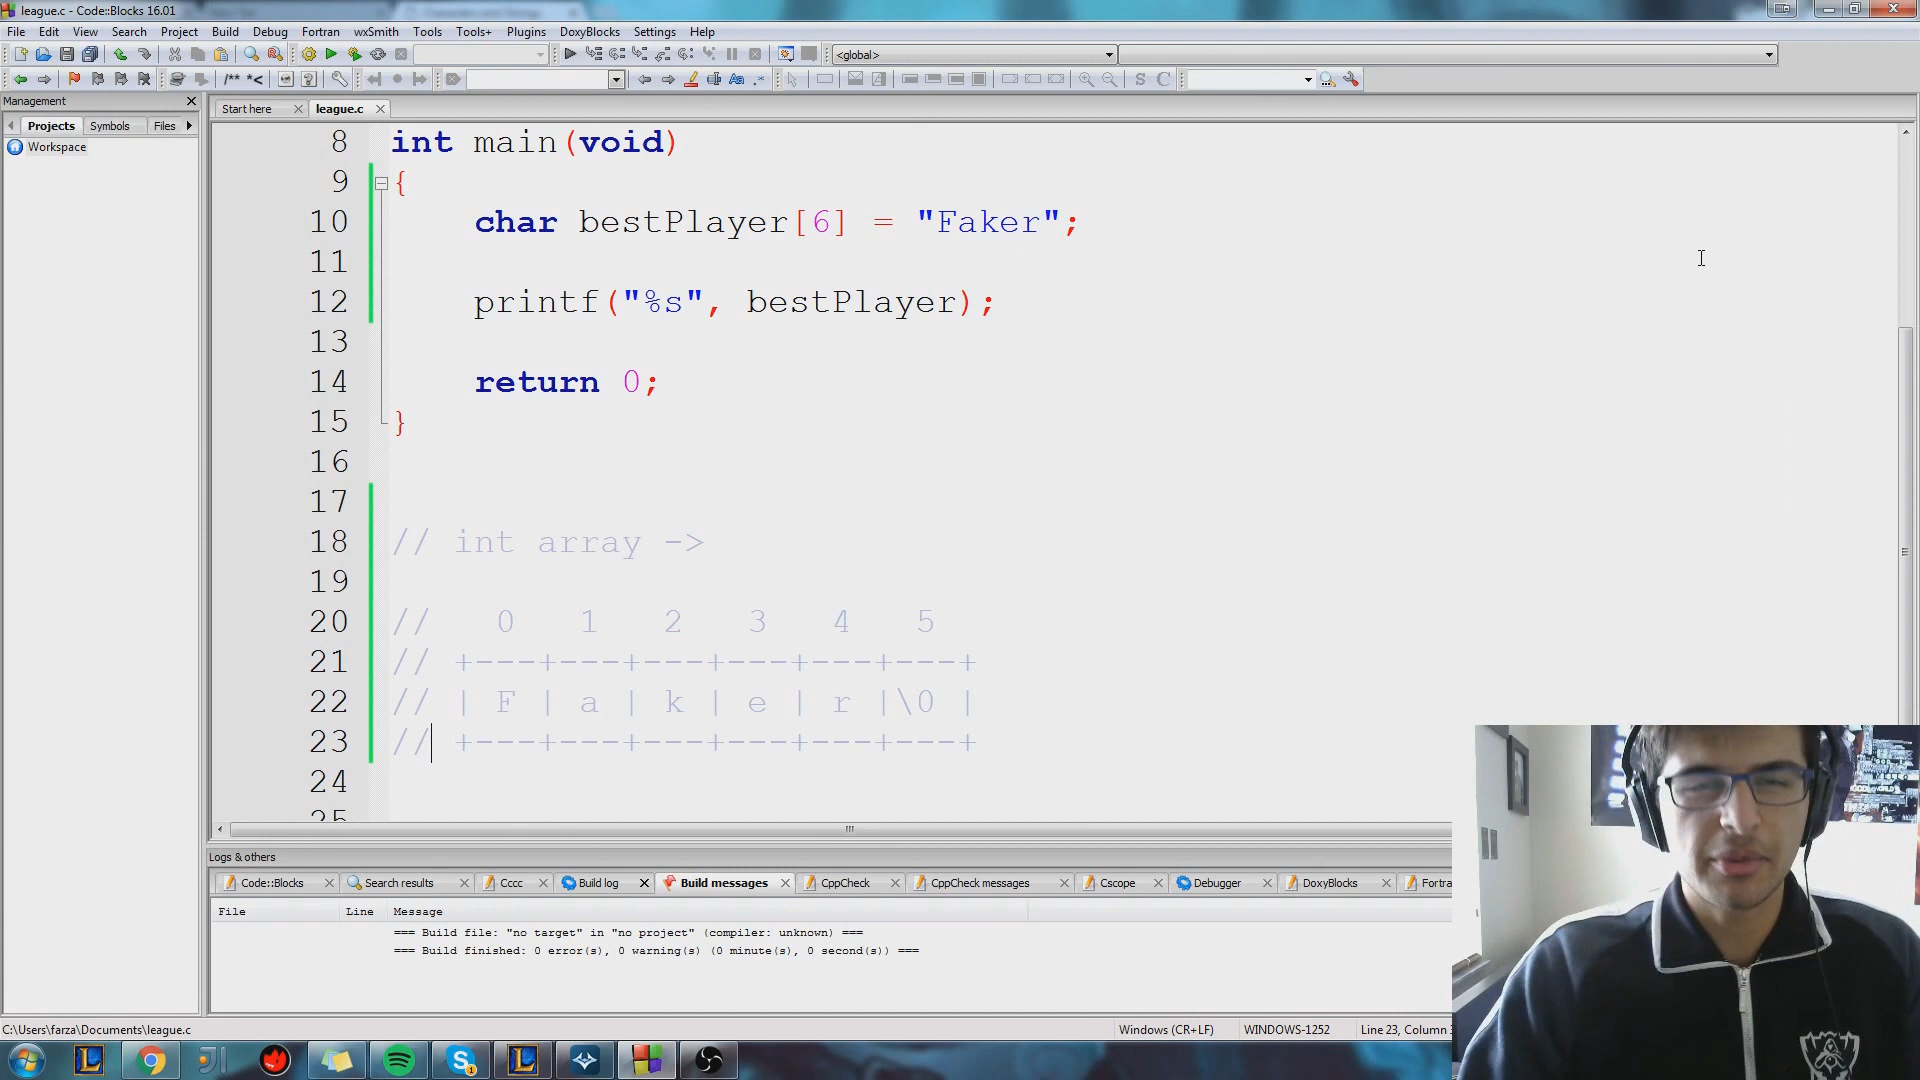 league.c - Code::Blocks 16.01
File Edit View Search Project Build Debug Fortran wxSmith Tools Tools+ Plugins DoxyBlocks Settings Help
<global>
/** *<
Management
Start here league.c
Projects Symbols Files
Workspace
8 int main(void)
9 {
10 char bestPlayer[6] = "Faker";
11
12 printf("%s", bestPlayer);
13
14 return 0;
15 }
16
17
18 // int array ->
19
20 // 0 1 2 3 4 5
21 // +---+---+---+---+---+---+
22 // | F | a | k | e | r |\0 |
23 // +---+---+---+---+---+---+
24
25
Logs & others
Code::Blocks Search results Cccc Build log Build messages CppCheck CppCheck messages Cscope Debugger DoxyBlocks Fortra
File Line Message
=== Build file: "no target" in "no project" (compiler: unknown) ===
=== Build finished: 0 error(s), 0 warning(s) (0 minute(s), 0 second(s)) ===
C:\Users\farza\Documents\league.c Windows (CR+LF) WINDOWS-1252 Line 23, Column